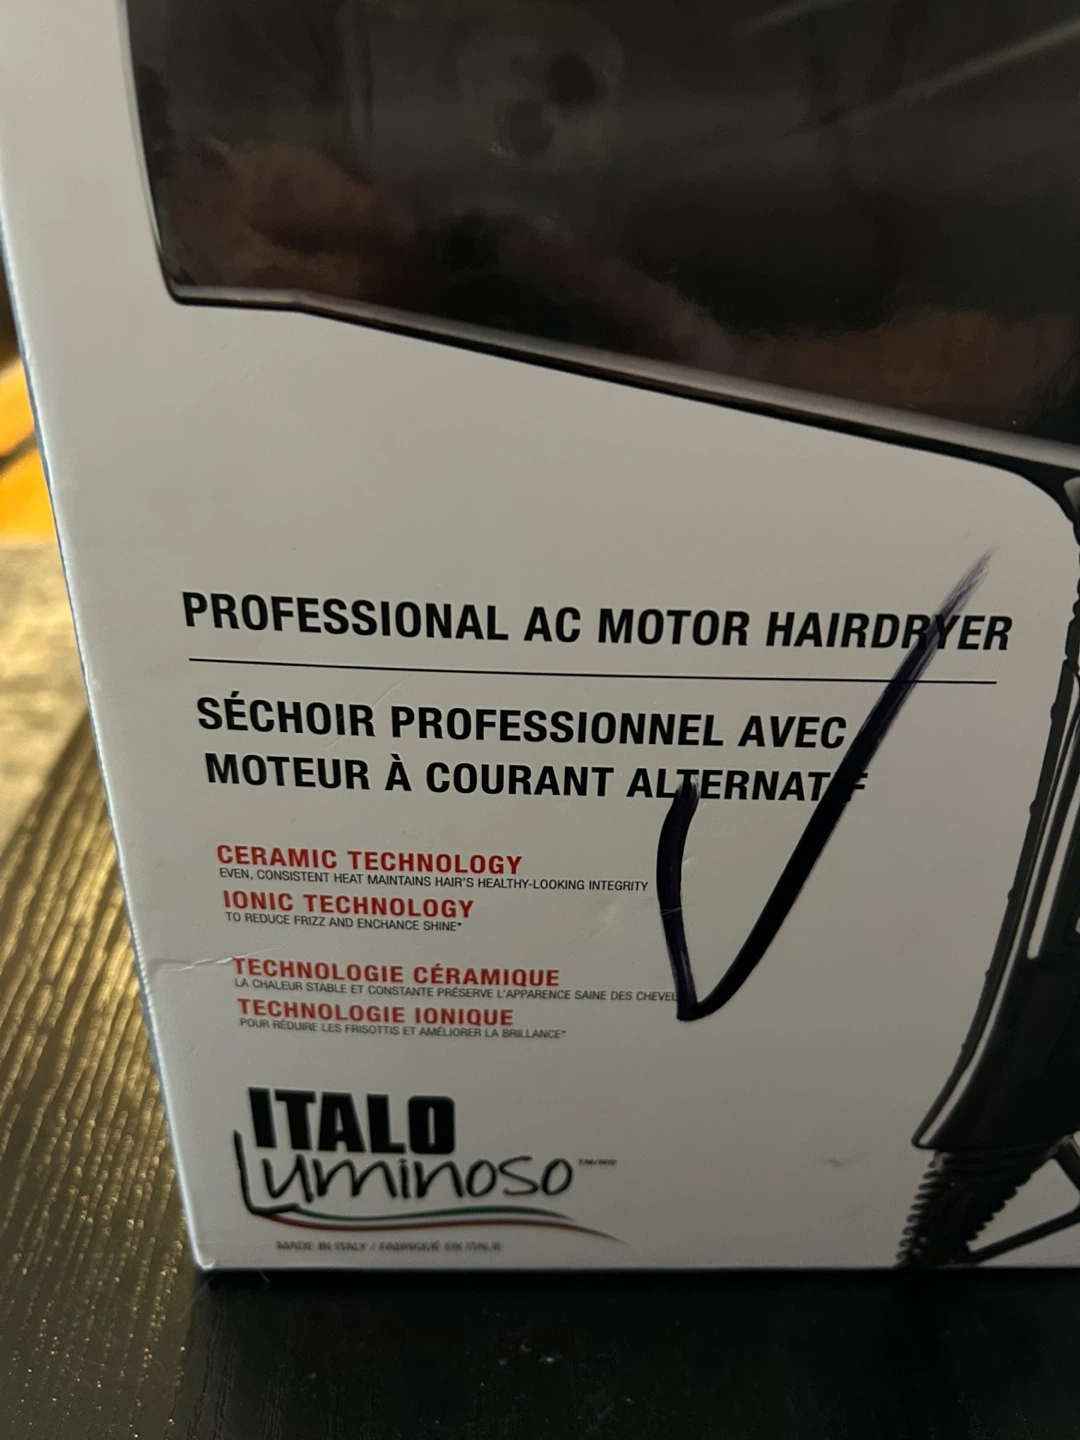 PROFESSIONAL AC MOTOR HAIRDRYER
SÉCHOIR PROFESSIONNEL AVEC
MOTEUR À COURANT ALTERNATIF
CERAMIC TECHNOLOGY
EVEN, CONSISTENT HEAT MAINTAINS HAIR'S HEALTHY-LOOKING INTEGRITY
IONIC TECHNOLOGY
TO REDUCE FRIZZ AND ENCHANCE SHINE*
TECHNOLOGIE CÉRAMIQUE
LA CHALEUR STABLE ET CONSTANTE PRÉSERVE L'APPARENCE SAINE DES CHEVEU
TECHNOLOGIE IONIQUE
POUR RÉDUIRE LES FRISOTTIS ET AMÉLIORER LA BRILLANCE*
ITALO
Luminoso TM/MC
MADE IN ITALY / FABRIQUÉ EN ITALIE